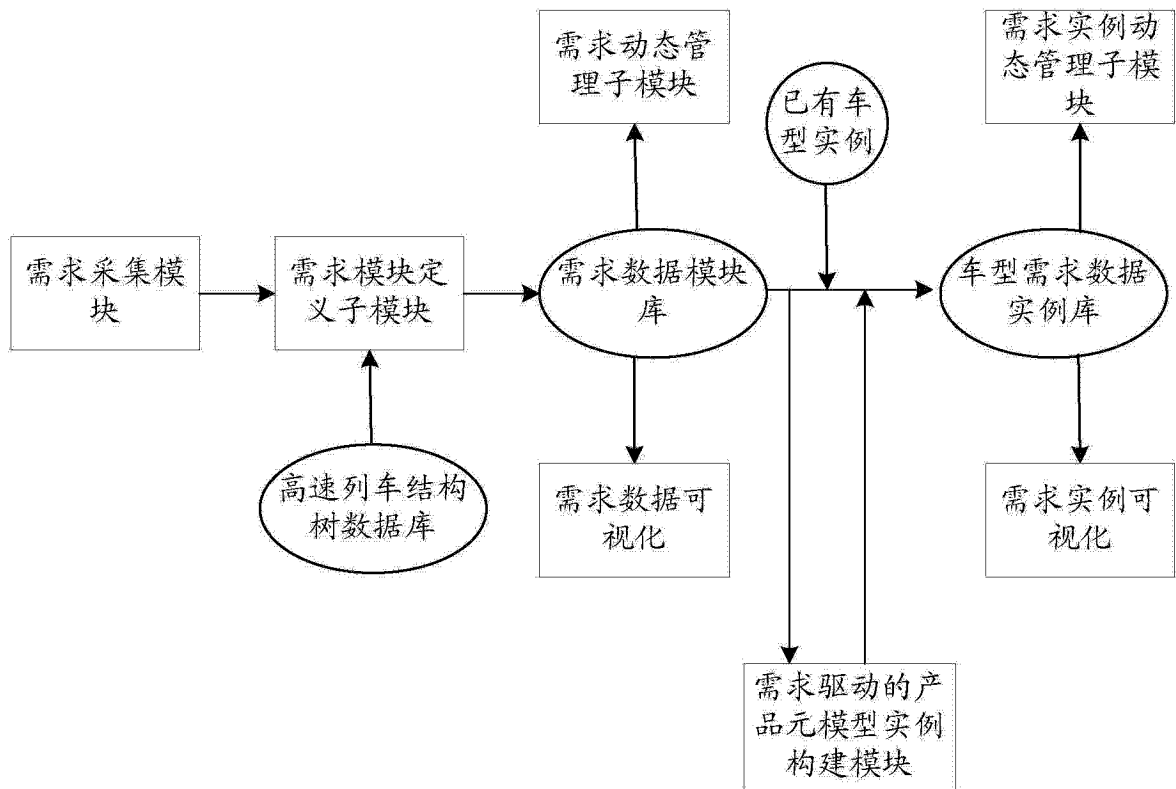 需求动态管
理子模块
已有车
型实例
需求实例动
态管理子模
块
需求采集模
块
需求模块定
义子模块
需求数据模块
库
车型需求数据
实例库
高速列车结构
树数据库
需求数据可
视化
需求实例可
视化
需求驱动的产
品元模型实例
构建模块